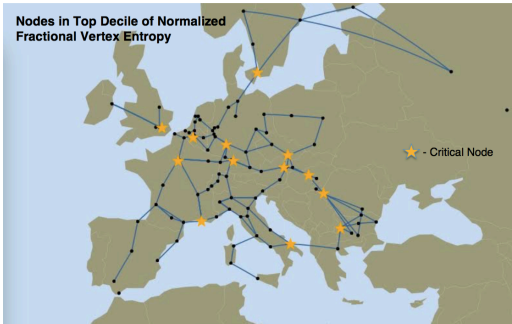 Nodes in Top Decile of Normalized
Fractional Vertex Entropy
- Critical Node